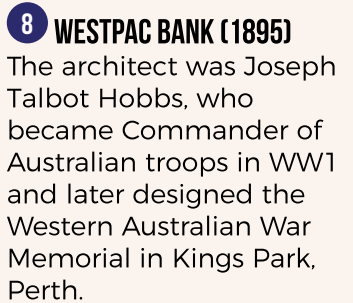 8 WESTPAC BANK (1895)
The architect was Joseph
Talbot Hobbs, who
became Commander of
Australian troops in WW1
and later designed the
Western Australian War
Memorial in Kings Park,
Perth.